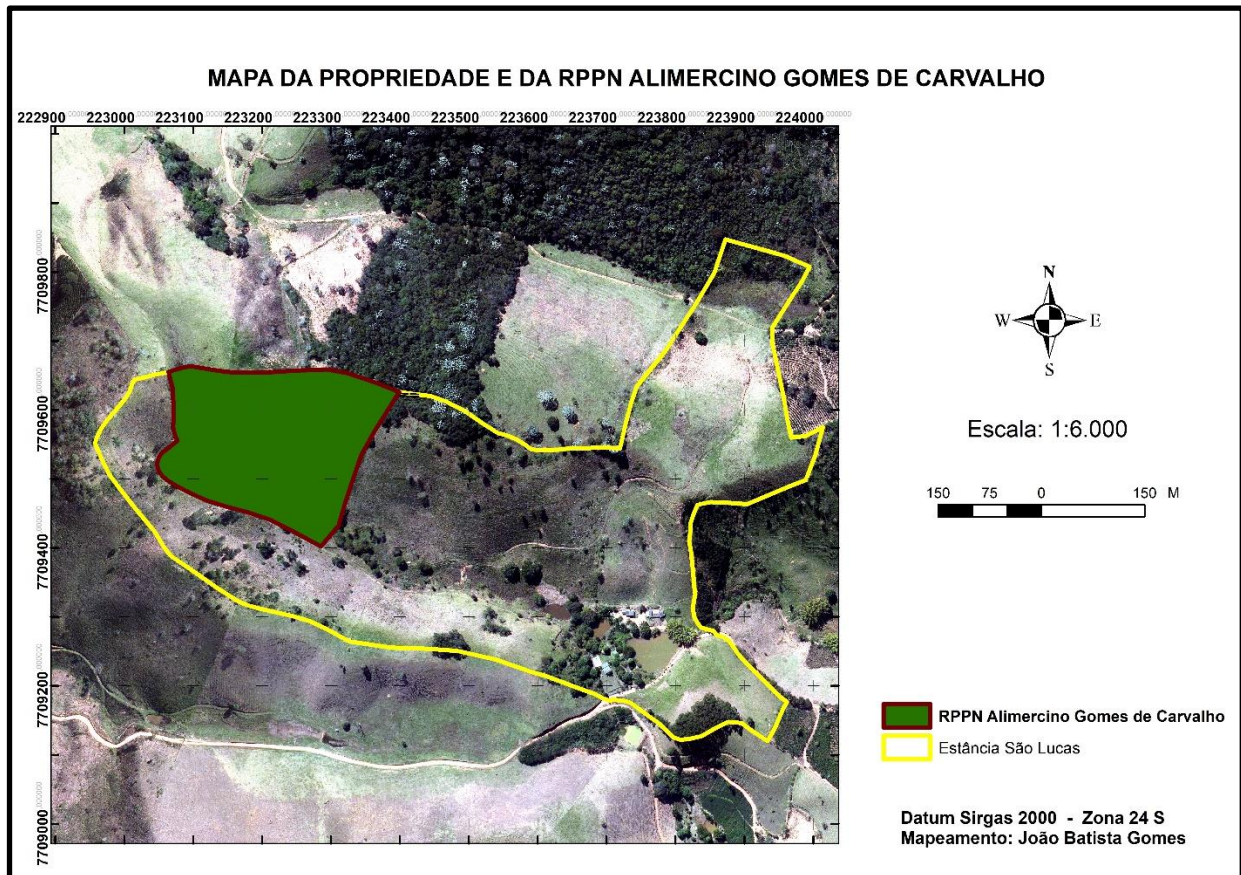 MAPA DA PROPRIEDADE E DA RPPN ALIMERCINO GOMES DE CARVALHO
222900 223000 223100 223200 223300 223400 223500 223600 223700 223800 223900 224000
7709800
7709600
7709400
7709200
7709000
N
W E
S
Escala: 1:6.000
150 75 0 150 M
RPPN Alimercino Gomes de Carvalho
Estância São Lucas
Datum Sirgas 2000 - Zona 24 S
Mapeamento: João Batista Gomes